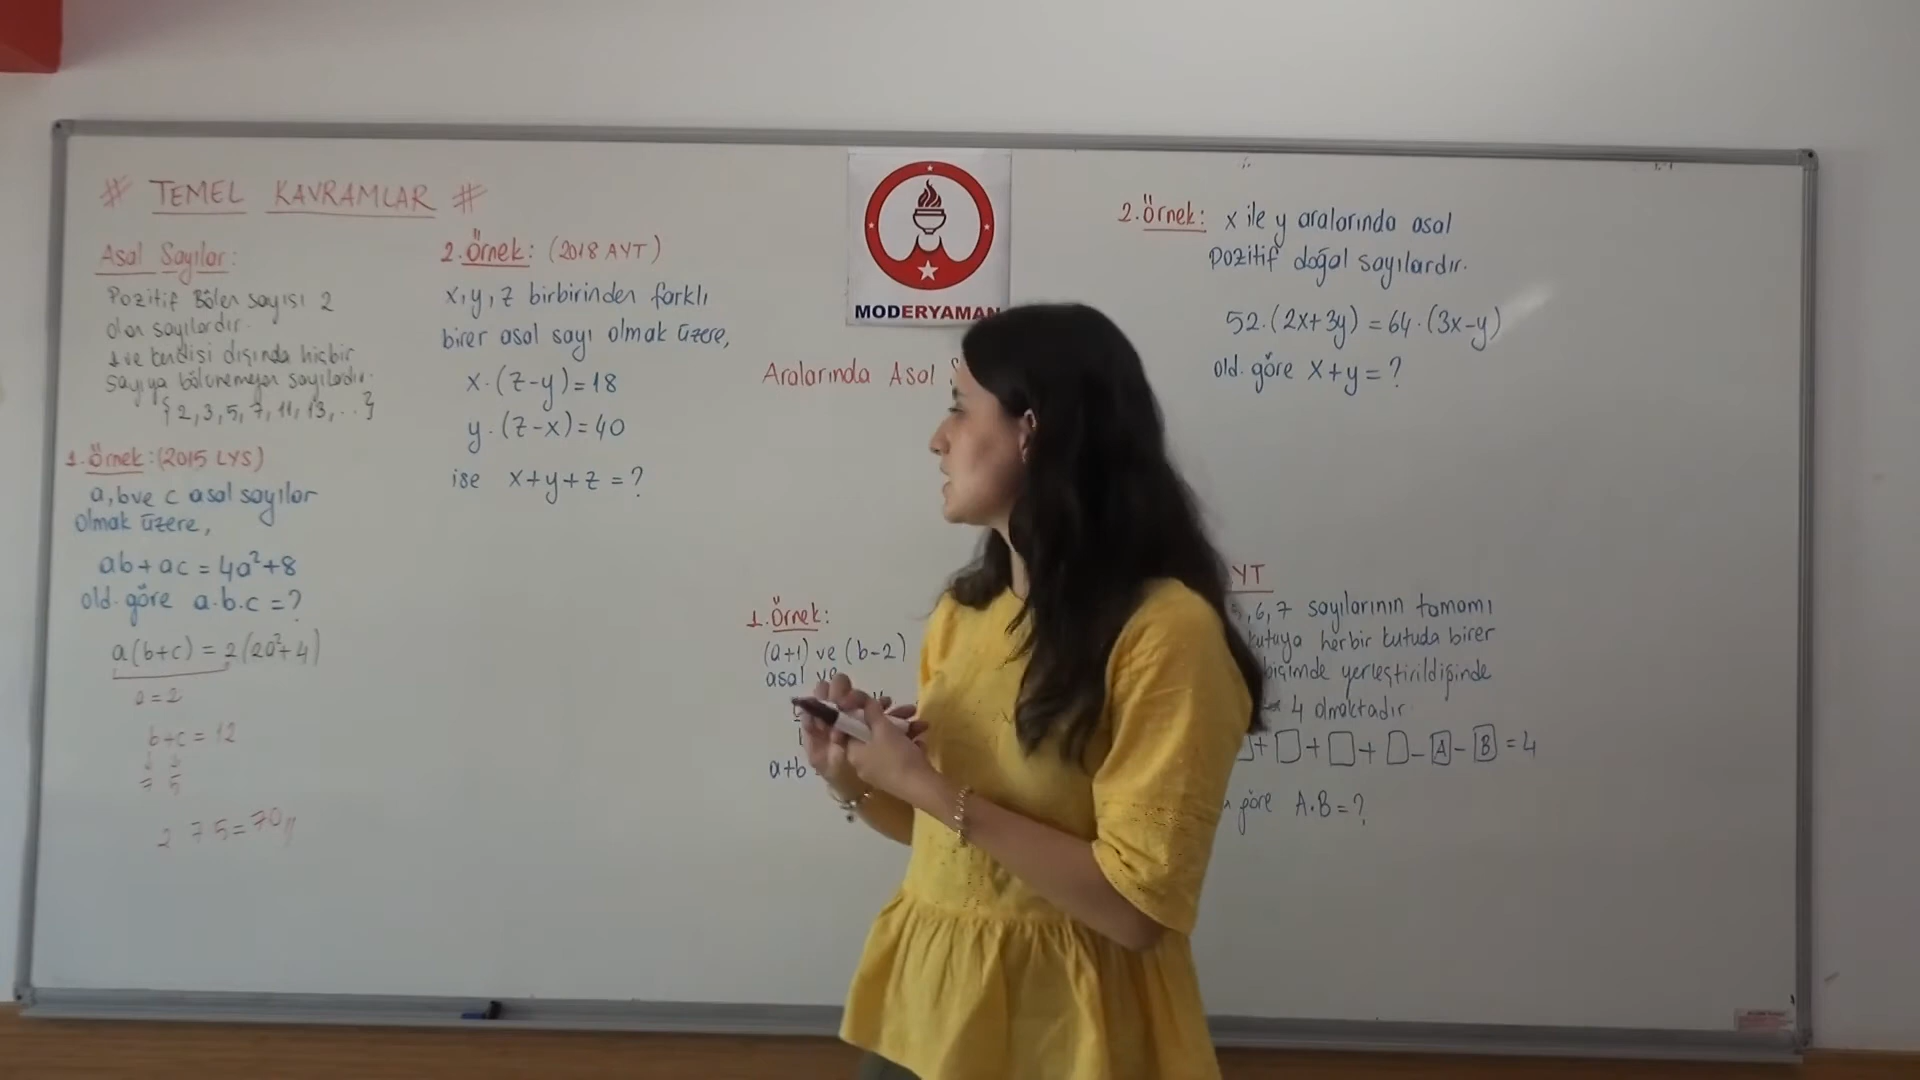 # TEMEL KAVRAMLAR #
Asal Sayılar:
Pozitif Bölen sayısı 2
olan sayılardır.
1 ve kendisi dışında hiçbir
sayıya bölünemeyen sayılardır.
{2, 3, 5, 7, 11, 13, ...}
1. Örnek: (2015 LYS)
a, b ve c asal sayılar
olmak üzere,
ab + ac = 4a² + 8
old. göre a.b.c = ?
a(b+c) = 2(2a²+4)
a = 2
b+c = 12
7 5
2 7 5 = 70//
2. Örnek: (2018 AYT)
x, y, z birbirinden farklı
birer asal sayı olmak üzere,
x.(z-y) = 18
y.(z-x) = 40
ise x+y+z = ?
MODERYAMAN
Aralarında Asal
1. Örnek:
(a+1) ve (b-2)
asal ve
a+b
2. Örnek: x ile y aralarında asal
pozitif doğal sayılardır.
52.(2x+3y) = 64.(3x-y)
old. göre x+y = ?
YT
, 6, 7 sayılarının tamamı
kutuya herbir kutuda birer
biçimde yerleştirildiğinde
4 olmaktadır.
+ □ + □ + □ - A - B = 4
göre A.B = ?